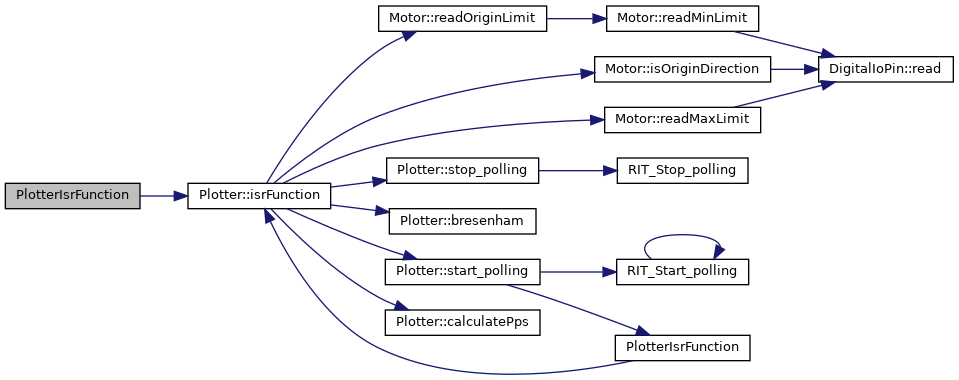 Motor::readOriginLimit
Motor::readMinLimit
Motor::isOriginDirection
DigitalIoPin::read
Motor::readMaxLimit
Plotter::stop_polling
RIT_Stop_polling
PlotterIsrFunction
Plotter::isrFunction
Plotter::bresenham
Plotter::start_polling
RIT_Start_polling
Plotter::calculatePps
PlotterIsrFunction